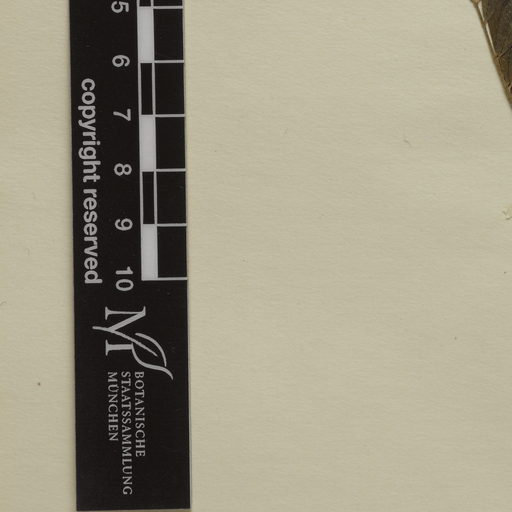 5
6
7
8
9
10
copyright reserved
M
BOTANISCHE
STAATSSAMMLUNG
MÜNCHEN